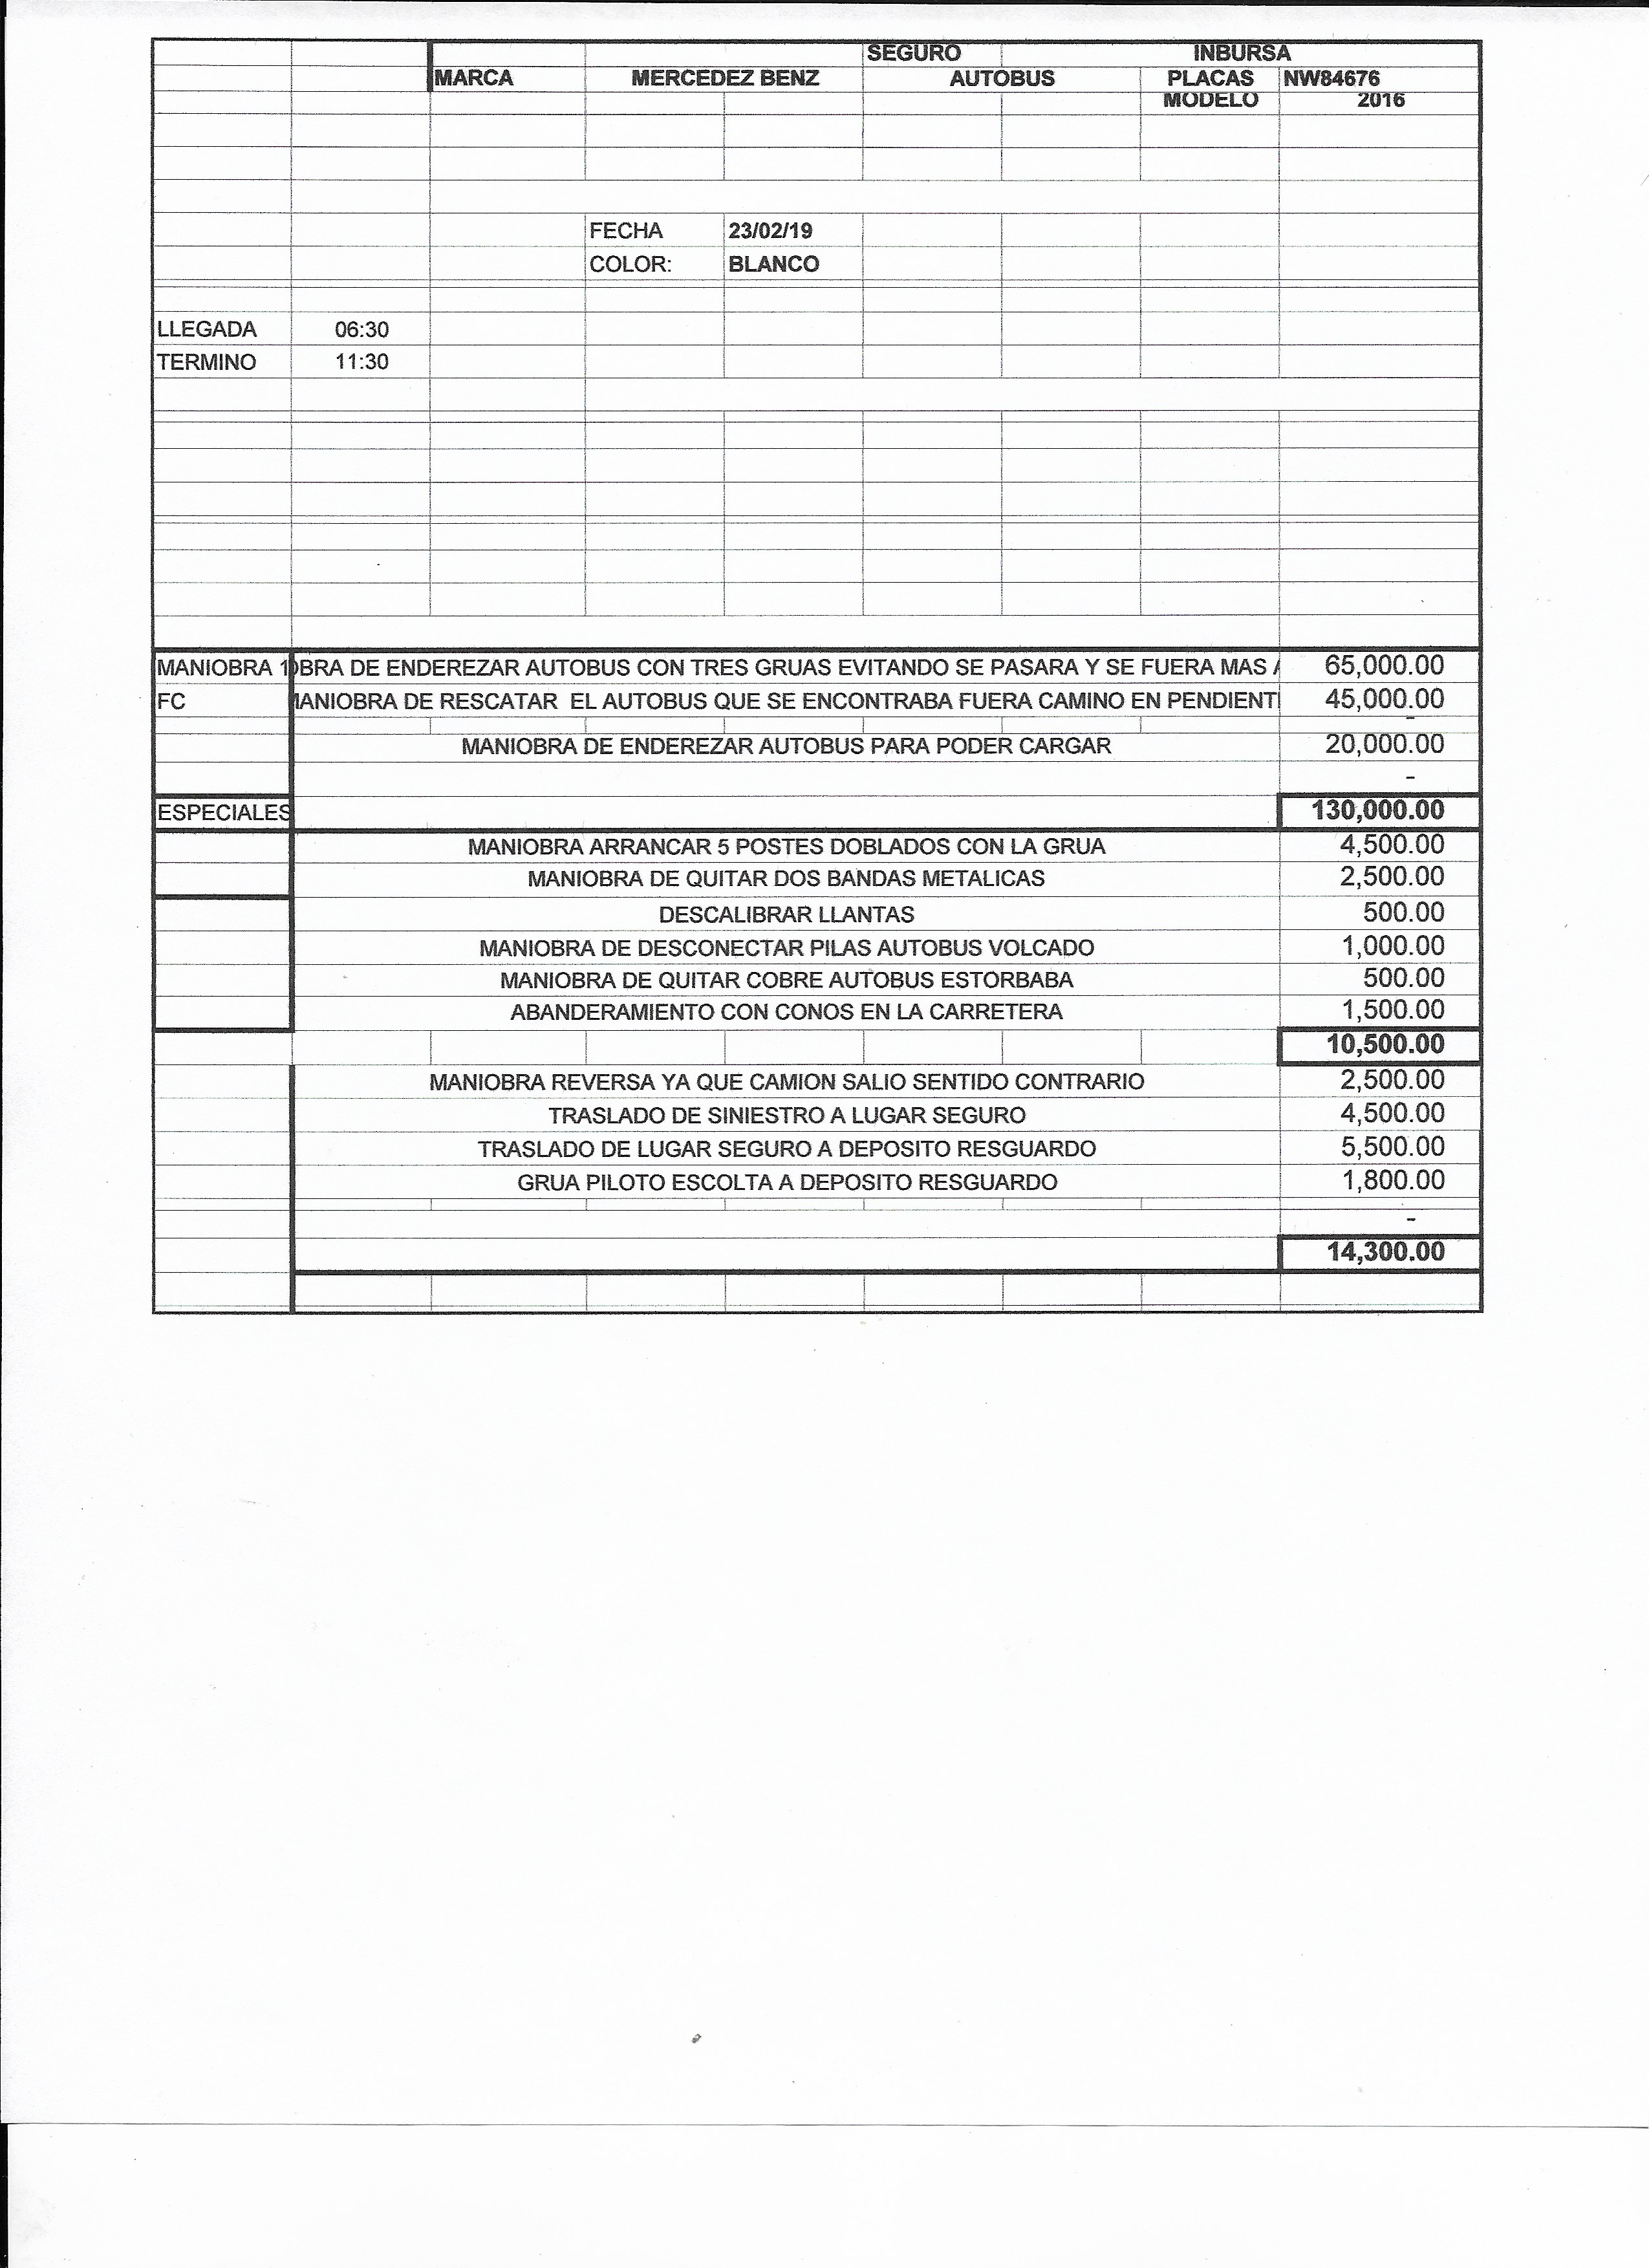 SEGURO INBURSA
MARCA MERCEDEZ BENZ AUTOBUS PLACAS NW84676
MODELO 2016
FECHA 23/02/19
COLOR: BLANCO
LLEGADA 06:30
TERMINO 11:30
MANIOBRA 1 OBRA DE ENDEREZAR AUTOBUS CON TRES GRUAS EVITANDO SE PASARA Y SE FUERA MAS A 65,000.00
FC MANIOBRA DE RESCATAR EL AUTOBUS QUE SE ENCONTRABA FUERA CAMINO EN PENDIENT 45,000.00
-
MANIOBRA DE ENDEREZAR AUTOBUS PARA PODER CARGAR 20,000.00
-
ESPECIALES 130,000.00
MANIOBRA ARRANCAR 5 POSTES DOBLADOS CON LA GRUA 4,500.00
MANIOBRA DE QUITAR DOS BANDAS METALICAS 2,500.00
DESCALIBRAR LLANTAS 500.00
MANIOBRA DE DESCONECTAR PILAS AUTOBUS VOLCADO 1,000.00
MANIOBRA DE QUITAR COBRE AUTOBUS ESTORBABA 500.00
ABANDERAMIENTO CON CONOS EN LA CARRETERA 1,500.00
10,500.00
MANIOBRA REVERSA YA QUE CAMION SALIO SENTIDO CONTRARIO 2,500.00
TRASLADO DE SINIESTRO A LUGAR SEGURO 4,500.00
TRASLADO DE LUGAR SEGURO A DEPOSITO RESGUARDO 5,500.00
GRUA PILOTO ESCOLTA A DEPOSITO RESGUARDO 1,800.00
-
14,300.00